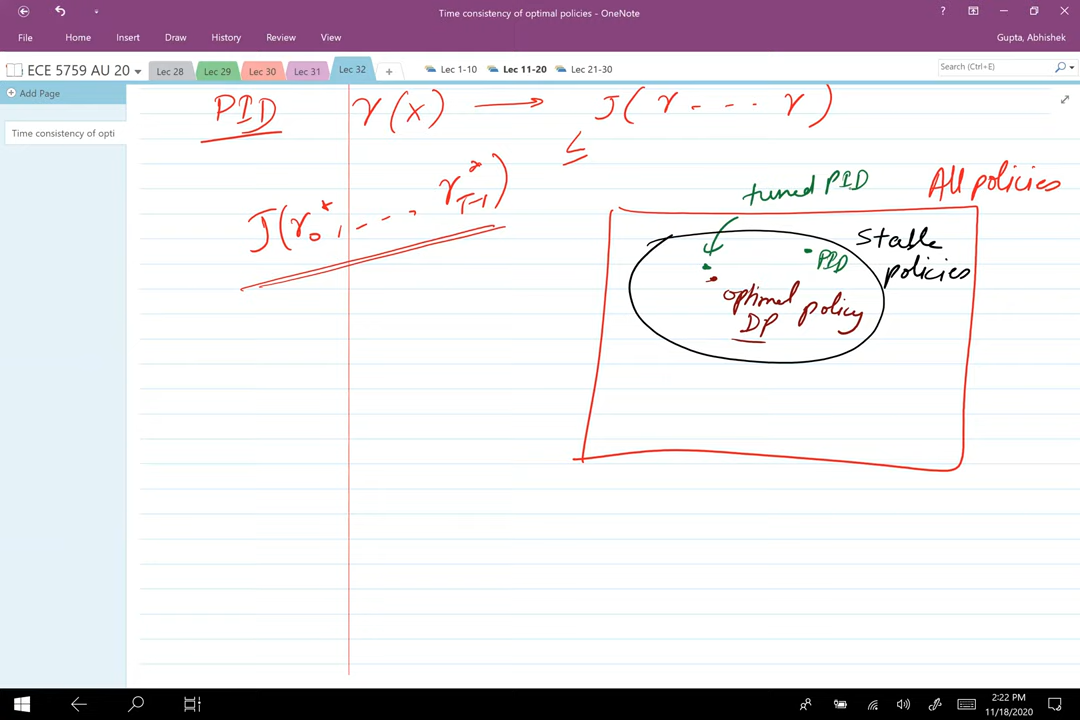 Time consistency of optimal policies - OneNote
?
File
Home
Insert
Draw
History
Review
View
Gupta, Abhishek
ECE 5759 AU 20
Lec 28
Lec 29
Lec 30
Lec 31
Lec 32
+
Lec 1-10
Lec 11-20
Lec 21-30
Search (Ctrl+E)
Add Page
Time consistency of opti
PID γ(x) → J(γ - - - γ)
≤
J(γ₀*, - - - , γ*_{T-1})
tuned PID
All policies
Stable
policies
PID
optimal policy
DP
2:22 PM
11/18/2020